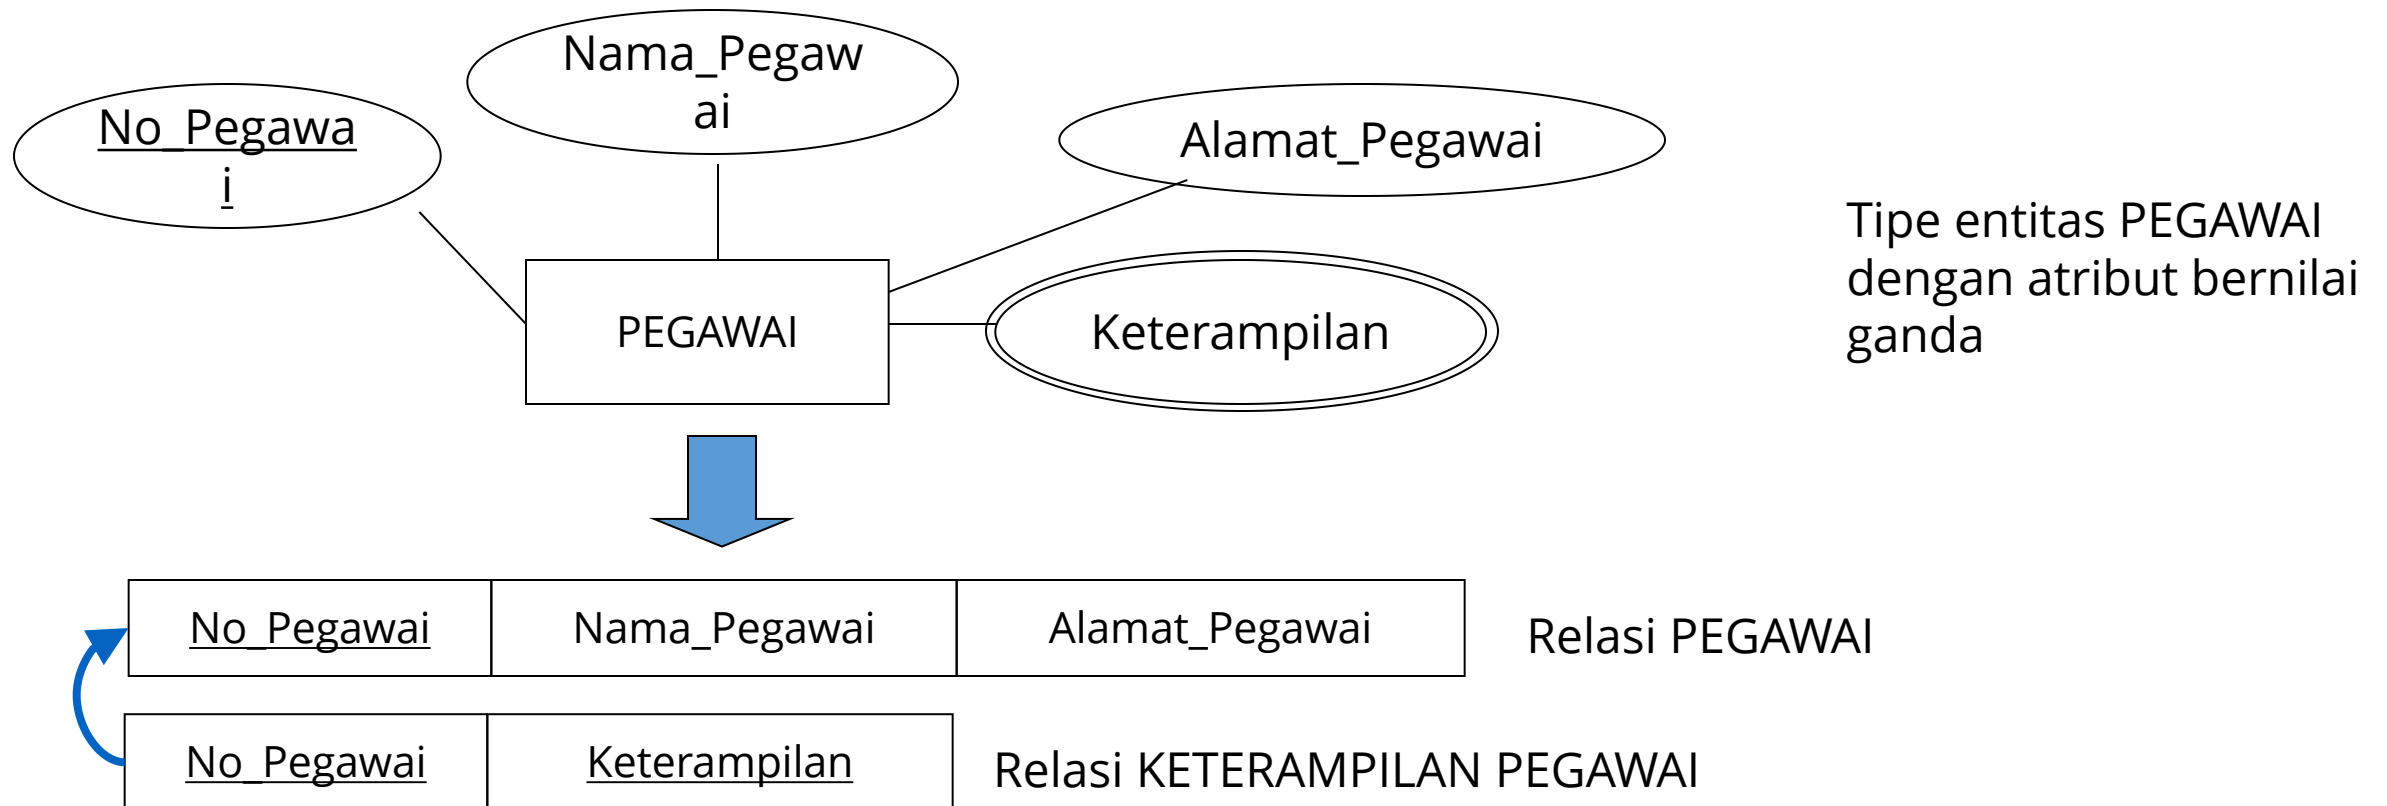 Nama_Pegaw
ai
No_Pegawa
i
Alamat_Pegawai
Tipe entitas PEGAWAI
dengan atribut bernilai
ganda
PEGAWAI
Keterampilan
No_Pegawai
Nama_Pegawai
Alamat_Pegawai
Relasi PEGAWAI
No_Pegawai
Keterampilan
Relasi KETERAMPILAN PEGAWAI